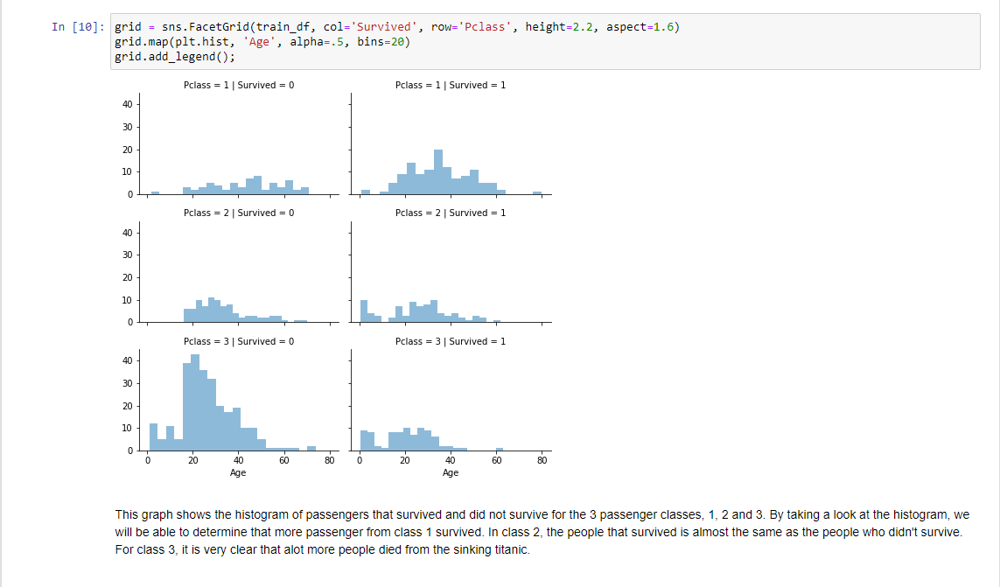 In [10]: grid = sns.FacetGrid(train_df, col='Survived', row='Pclass', height=2.2, aspect=1.6)
grid.map(plt.hist, 'Age', alpha=.5, bins=20)
grid.add_legend();
Pclass = 1 | Survived = 0
Pclass = 1 | Survived = 1
40
30
20
10
0
Pclass = 2 | Survived = 0
Pclass = 2 | Survived = 1
40
30
20
10
0
Pclass = 3 | Survived = 0
Pclass = 3 | Survived = 1
40
30
20
10
0
0 20 40 60 80
0 20 40 60 80
Age
Age
This graph shows the histogram of passengers that survived and did not survive for the 3 passenger classes, 1, 2 and 3. By taking a look at the histogram, we
will be able to determine that more passenger from class 1 survived. In class 2, the people that survived is almost the same as the people who didn't survive.
For class 3, it is very clear that alot more people died from the sinking titanic.